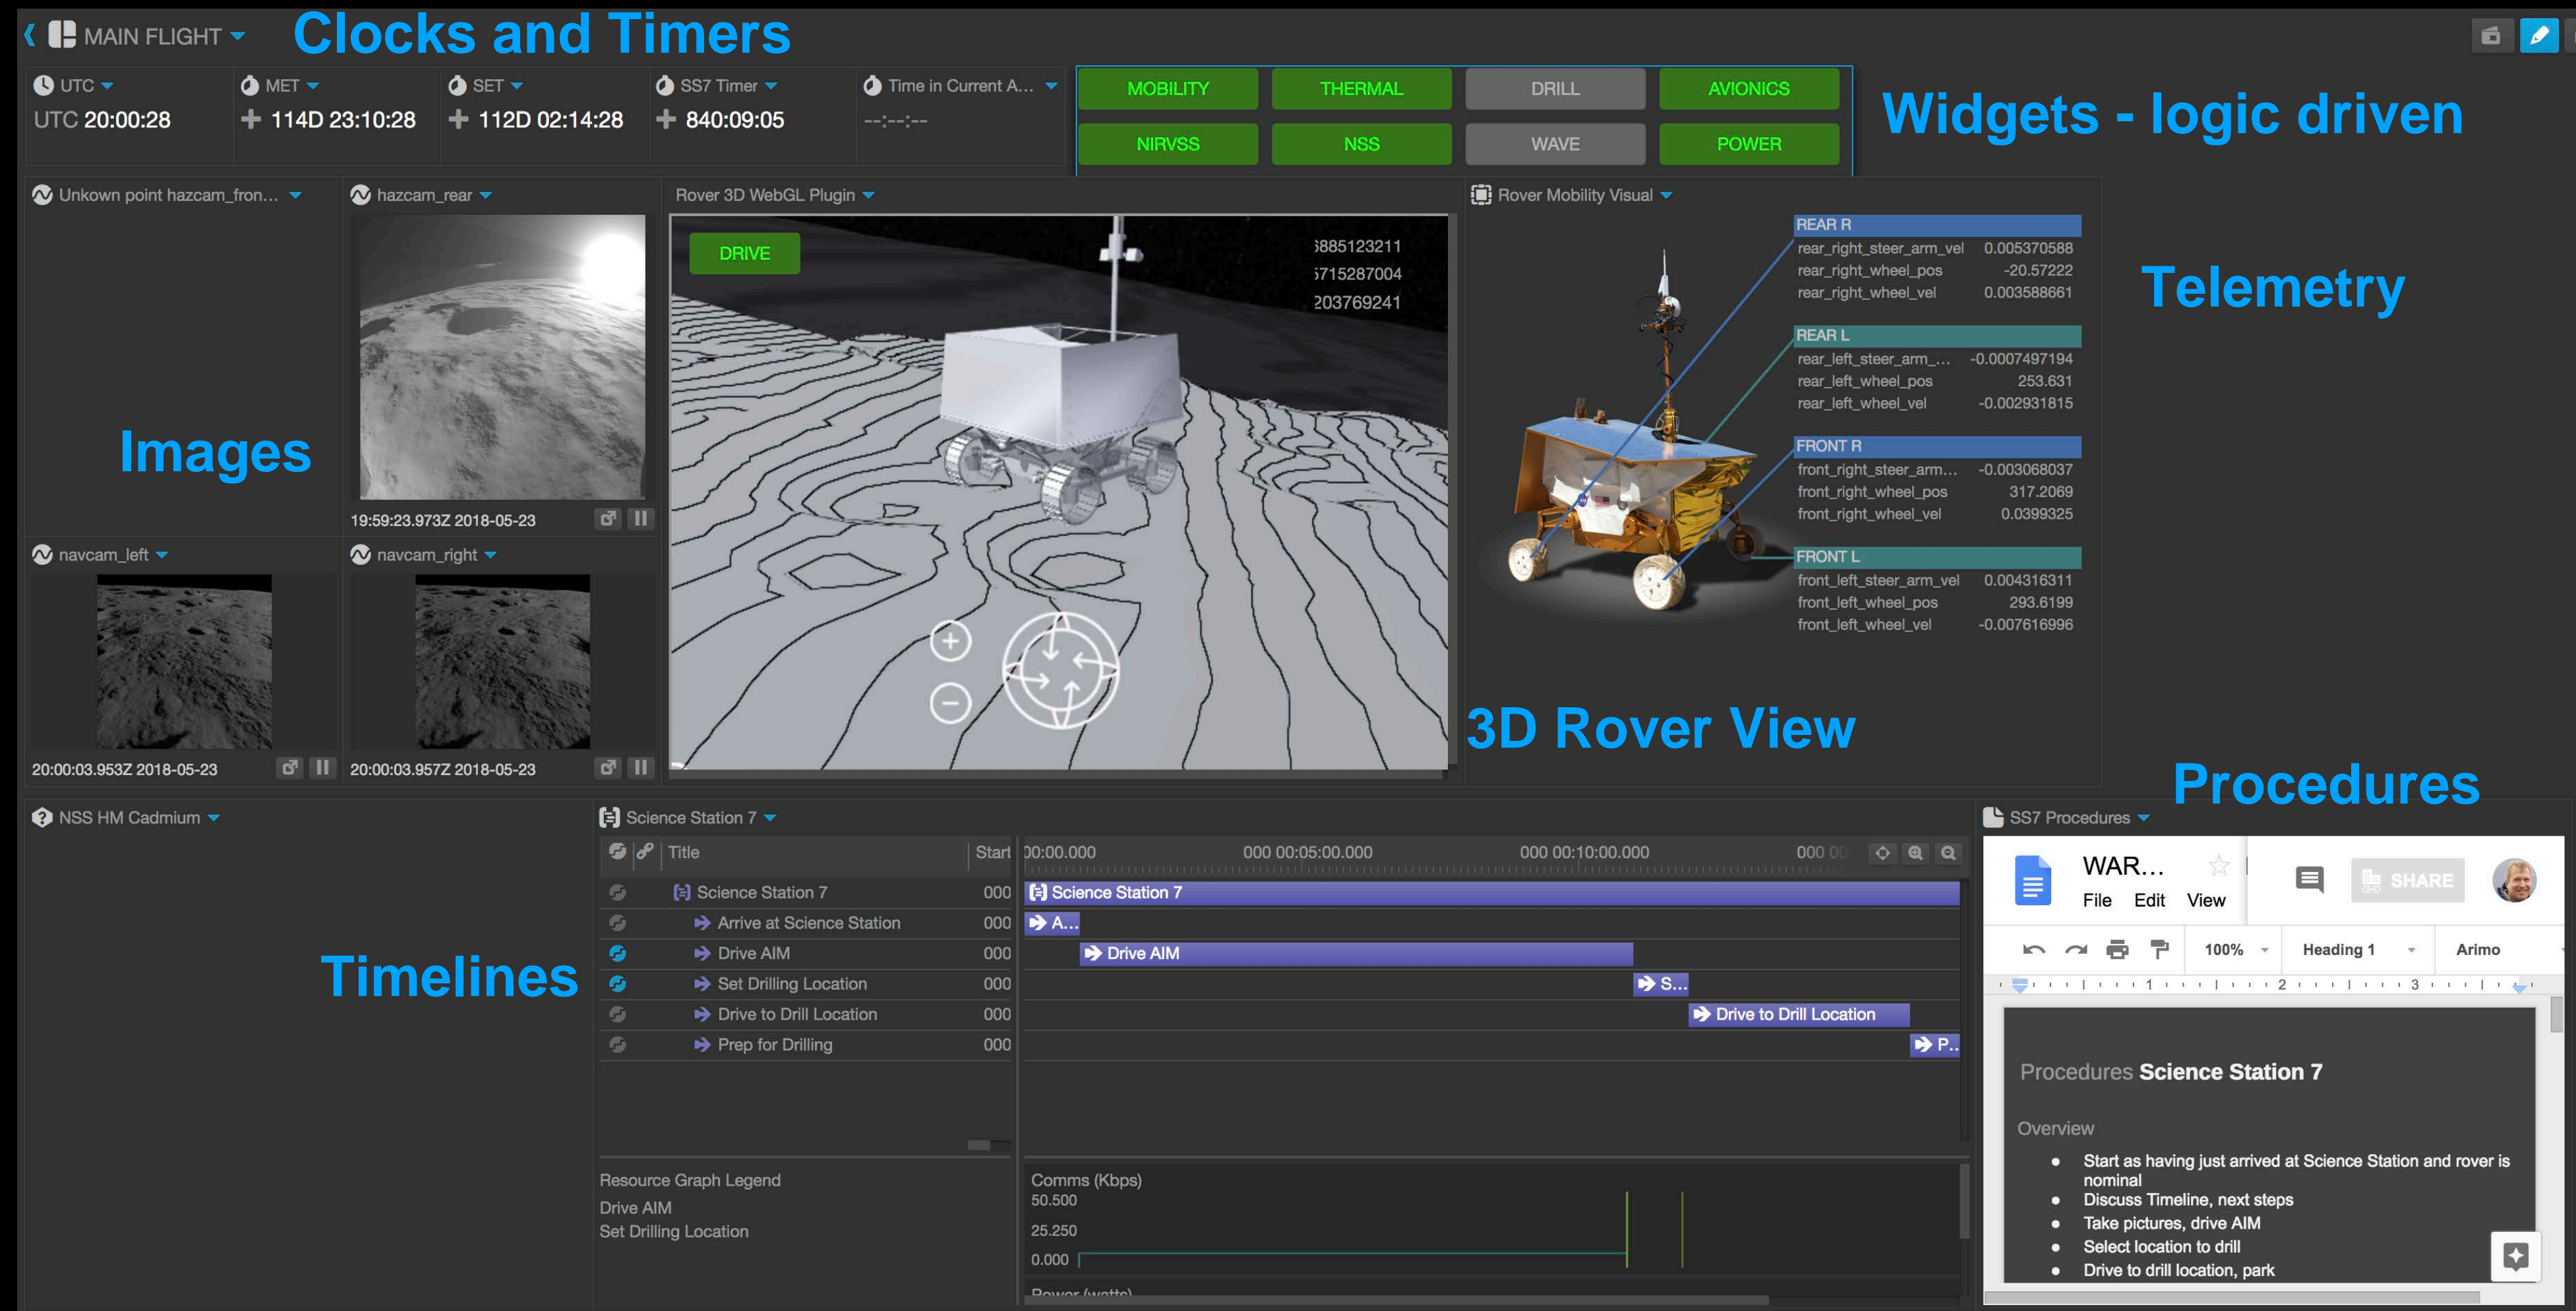 MAIN FLIGHT
Clocks and Timers
UTC
UTC 20:00:28
MET
114D 23:10:28
SET
112D 02:14:28
SS7 Timer
840:09:05
Time in Current A...
--:--:--
MOBILITY THERMAL DRILL AVIONICS
NIRVSS NSS WAVE POWER
Widgets - logic driven
Unkown point hazcam_fron...
hazcam_rear
Images
19:59:23.973Z 2018-05-23
navcam_left
20:00:03.953Z 2018-05-23
navcam_right
20:00:03.957Z 2018-05-23
Rover 3D WebGL Plugin
DRIVE
885123211
715287004
203769241
Rover Mobility Visual
REAR R
rear_right_steer_arm_vel 0.005370588
rear_right_wheel_pos -20.57222
rear_right_wheel_vel 0.003588661
REAR L
rear_left_steer_arm_... -0.0007497194
rear_left_wheel_pos 253.631
rear_left_wheel_vel -0.002931815
FRONT R
front_right_steer_arm... -0.003068037
front_right_wheel_pos 317.2069
front_right_wheel_vel 0.0399325
FRONT L
front_left_steer_arm_vel 0.004316311
front_left_wheel_pos 293.6199
front_left_wheel_vel -0.007616996
Telemetry
3D Rover View
Procedures
NSS HM Cadmium
Timelines
Science Station 7
Title Start
Science Station 7 000
Arrive at Science Station 000
Drive AIM 000
Set Drilling Location 000
Drive to Drill Location 000
Prep for Drilling 000
00:00.000 000 00:05:00.000 000 00:10:00.000 000 00
Science Station 7
A...
Drive AIM
S...
Drive to Drill Location
P..
Resource Graph Legend
Drive AIM
Set Drilling Location
Comms (Kbps)
50.500
25.250
0.000
Power (watts)
SS7 Procedures
WAR...
File Edit View
SHARE
100% Heading 1 Arimo
1 2 3
Procedures Science Station 7
Overview
● Start as having just arrived at Science Station and rover is
nominal
● Discuss Timeline, next steps
● Take pictures, drive AIM
● Select location to drill
● Drive to drill location, park